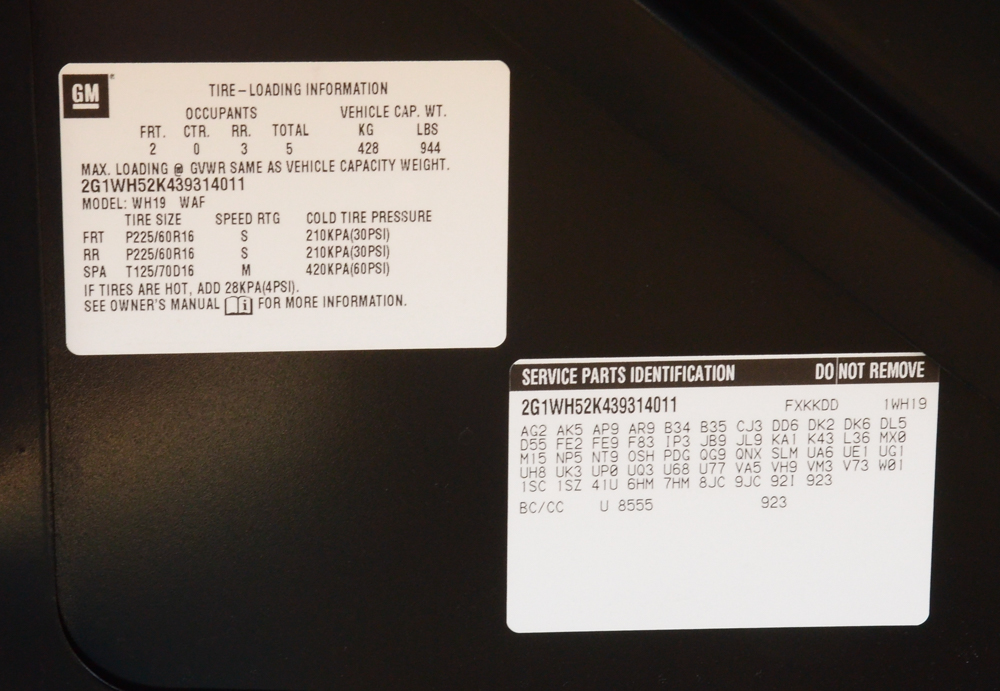 GM
TIRE-LOADING INFORMATION
OCCUPANTS VEHICLE CAP. WT.
FRT. CTR. RR. TOTAL KG LBS
2 0 3 5 428 944
MAX. LOADING @ GVWR SAME AS VEHICLE CAPACITY WEIGHT.
2G1WH52K439314011
MODEL: WH19 WAF
TIRE SIZE SPEED RTG COLD TIRE PRESSURE
FRT P225/60R16 S 210KPA(30PSI)
RR P225/60R16 S 210KPA(30PSI)
SPA T125/70D16 M 420KPA(60PSI)
IF TIRES ARE HOT, ADD 28KPA(4PSI).
SEE OWNER'S MANUAL i FOR MORE INFORMATION.
SERVICE PARTS IDENTIFICATION DO NOT REMOVE
2G1WH52K439314011 FXKKDD 1WH19
AG2 AK5 AP9 AR9 B34 B35 CJ3 DD6 DK2 DK6 DL5
D55 FE2 FE9 F83 IP3 JB9 JL9 KA1 K43 L36 MX0
M15 NP5 NT9 OSH PDG QG9 QNX SLM UA6 UE1 UG1
UH8 UK3 UP0 UQ3 U68 U77 VA5 VH9 VM3 V73 W01
1SC 1SZ 41U 6HM 7HM 8JC 9JC 92I 923
BC/CC U 8555 923